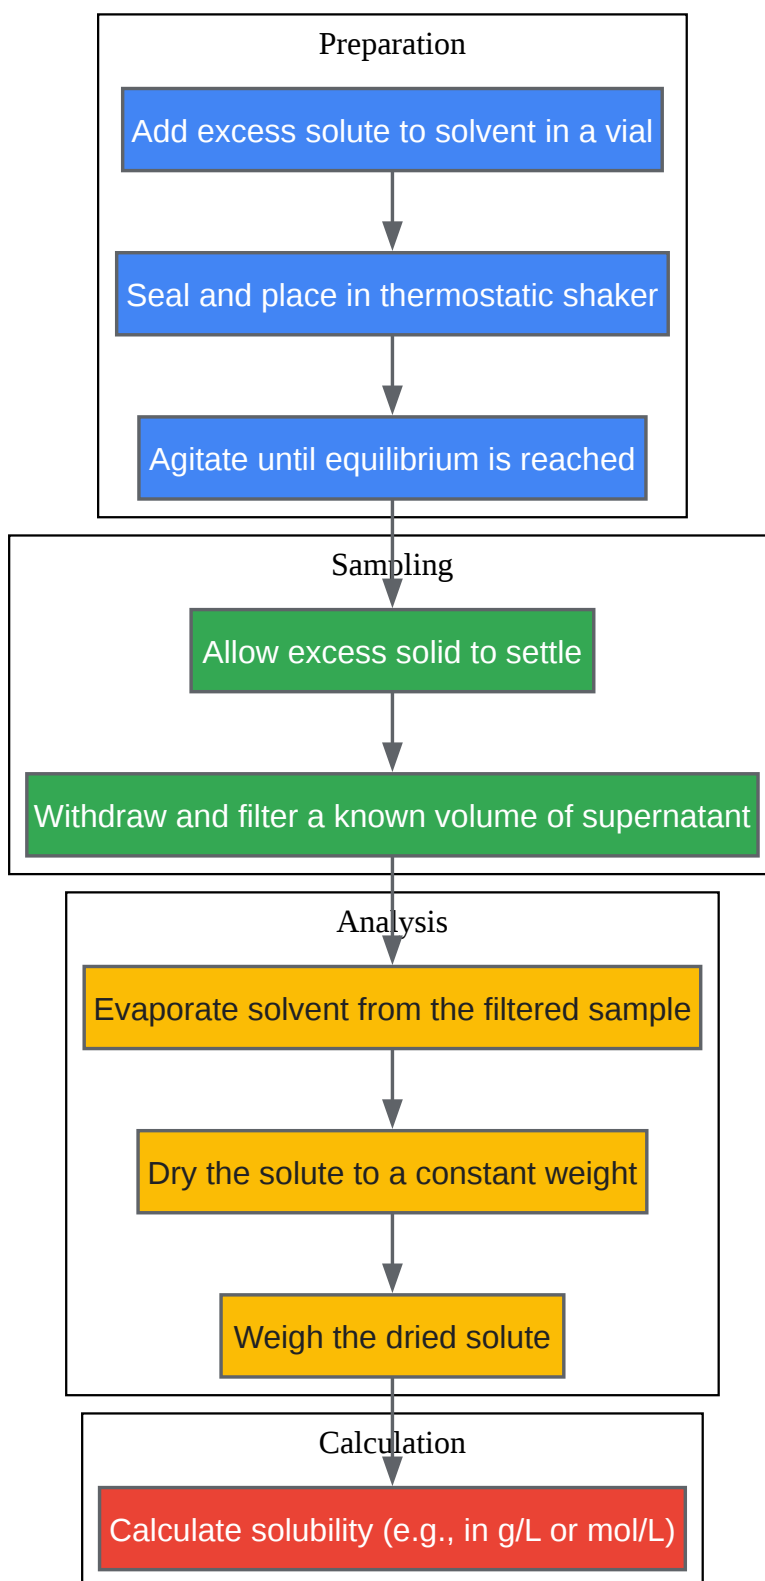 Preparation
Add excess solute to solvent in a vial
Seal and place in thermostatic shaker
Agitate until equilibrium is reached
Sampling
Allow excess solid to settle
Withdraw and filter a known volume of supernatant
Analysis
Evaporate solvent from the filtered sample
Dry the solute to a constant weight
Weigh the dried solute
Calculation
Calculate solubility (e.g., in g/L or mol/L)